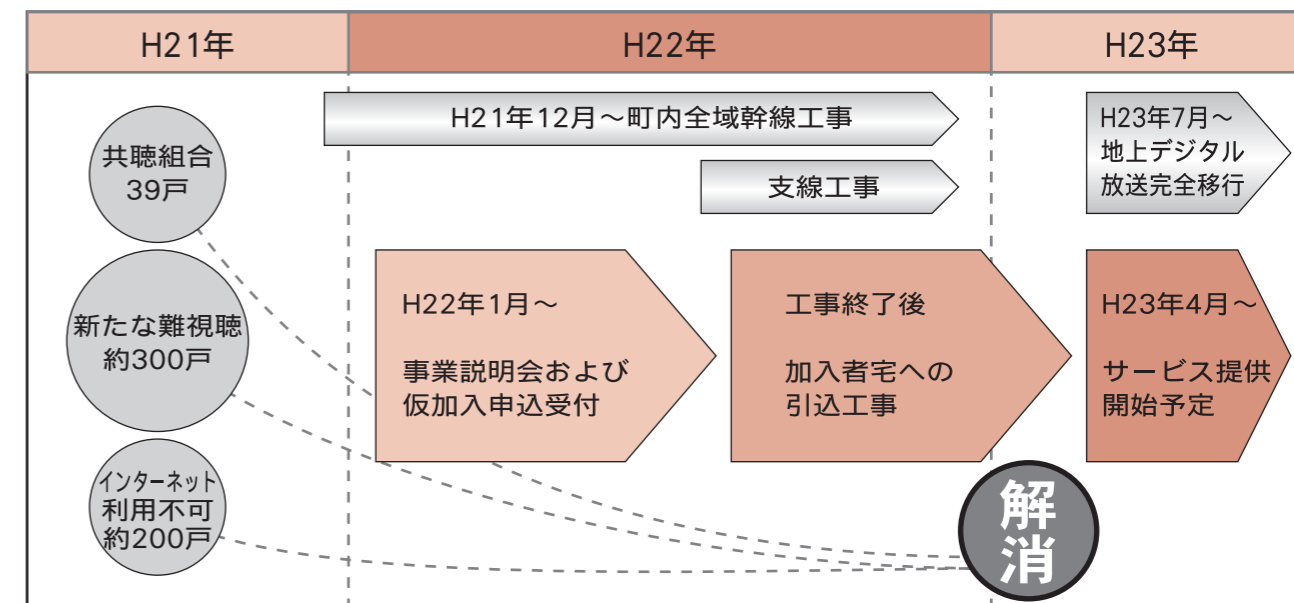 H21年
H22年
H23年
H21年12月～町内全域幹線工事
支線工事
H23年7月～
地上デジタル
放送完全移行
共聴組合
39戸
新たな難視聴
約300戸
インターネット
利用不可
約200戸
H22年1月～
事業説明会および
仮加入申込受付
工事終了後
加入者宅への
引込工事
H23年4月～
サービス提供
開始予定
解
消